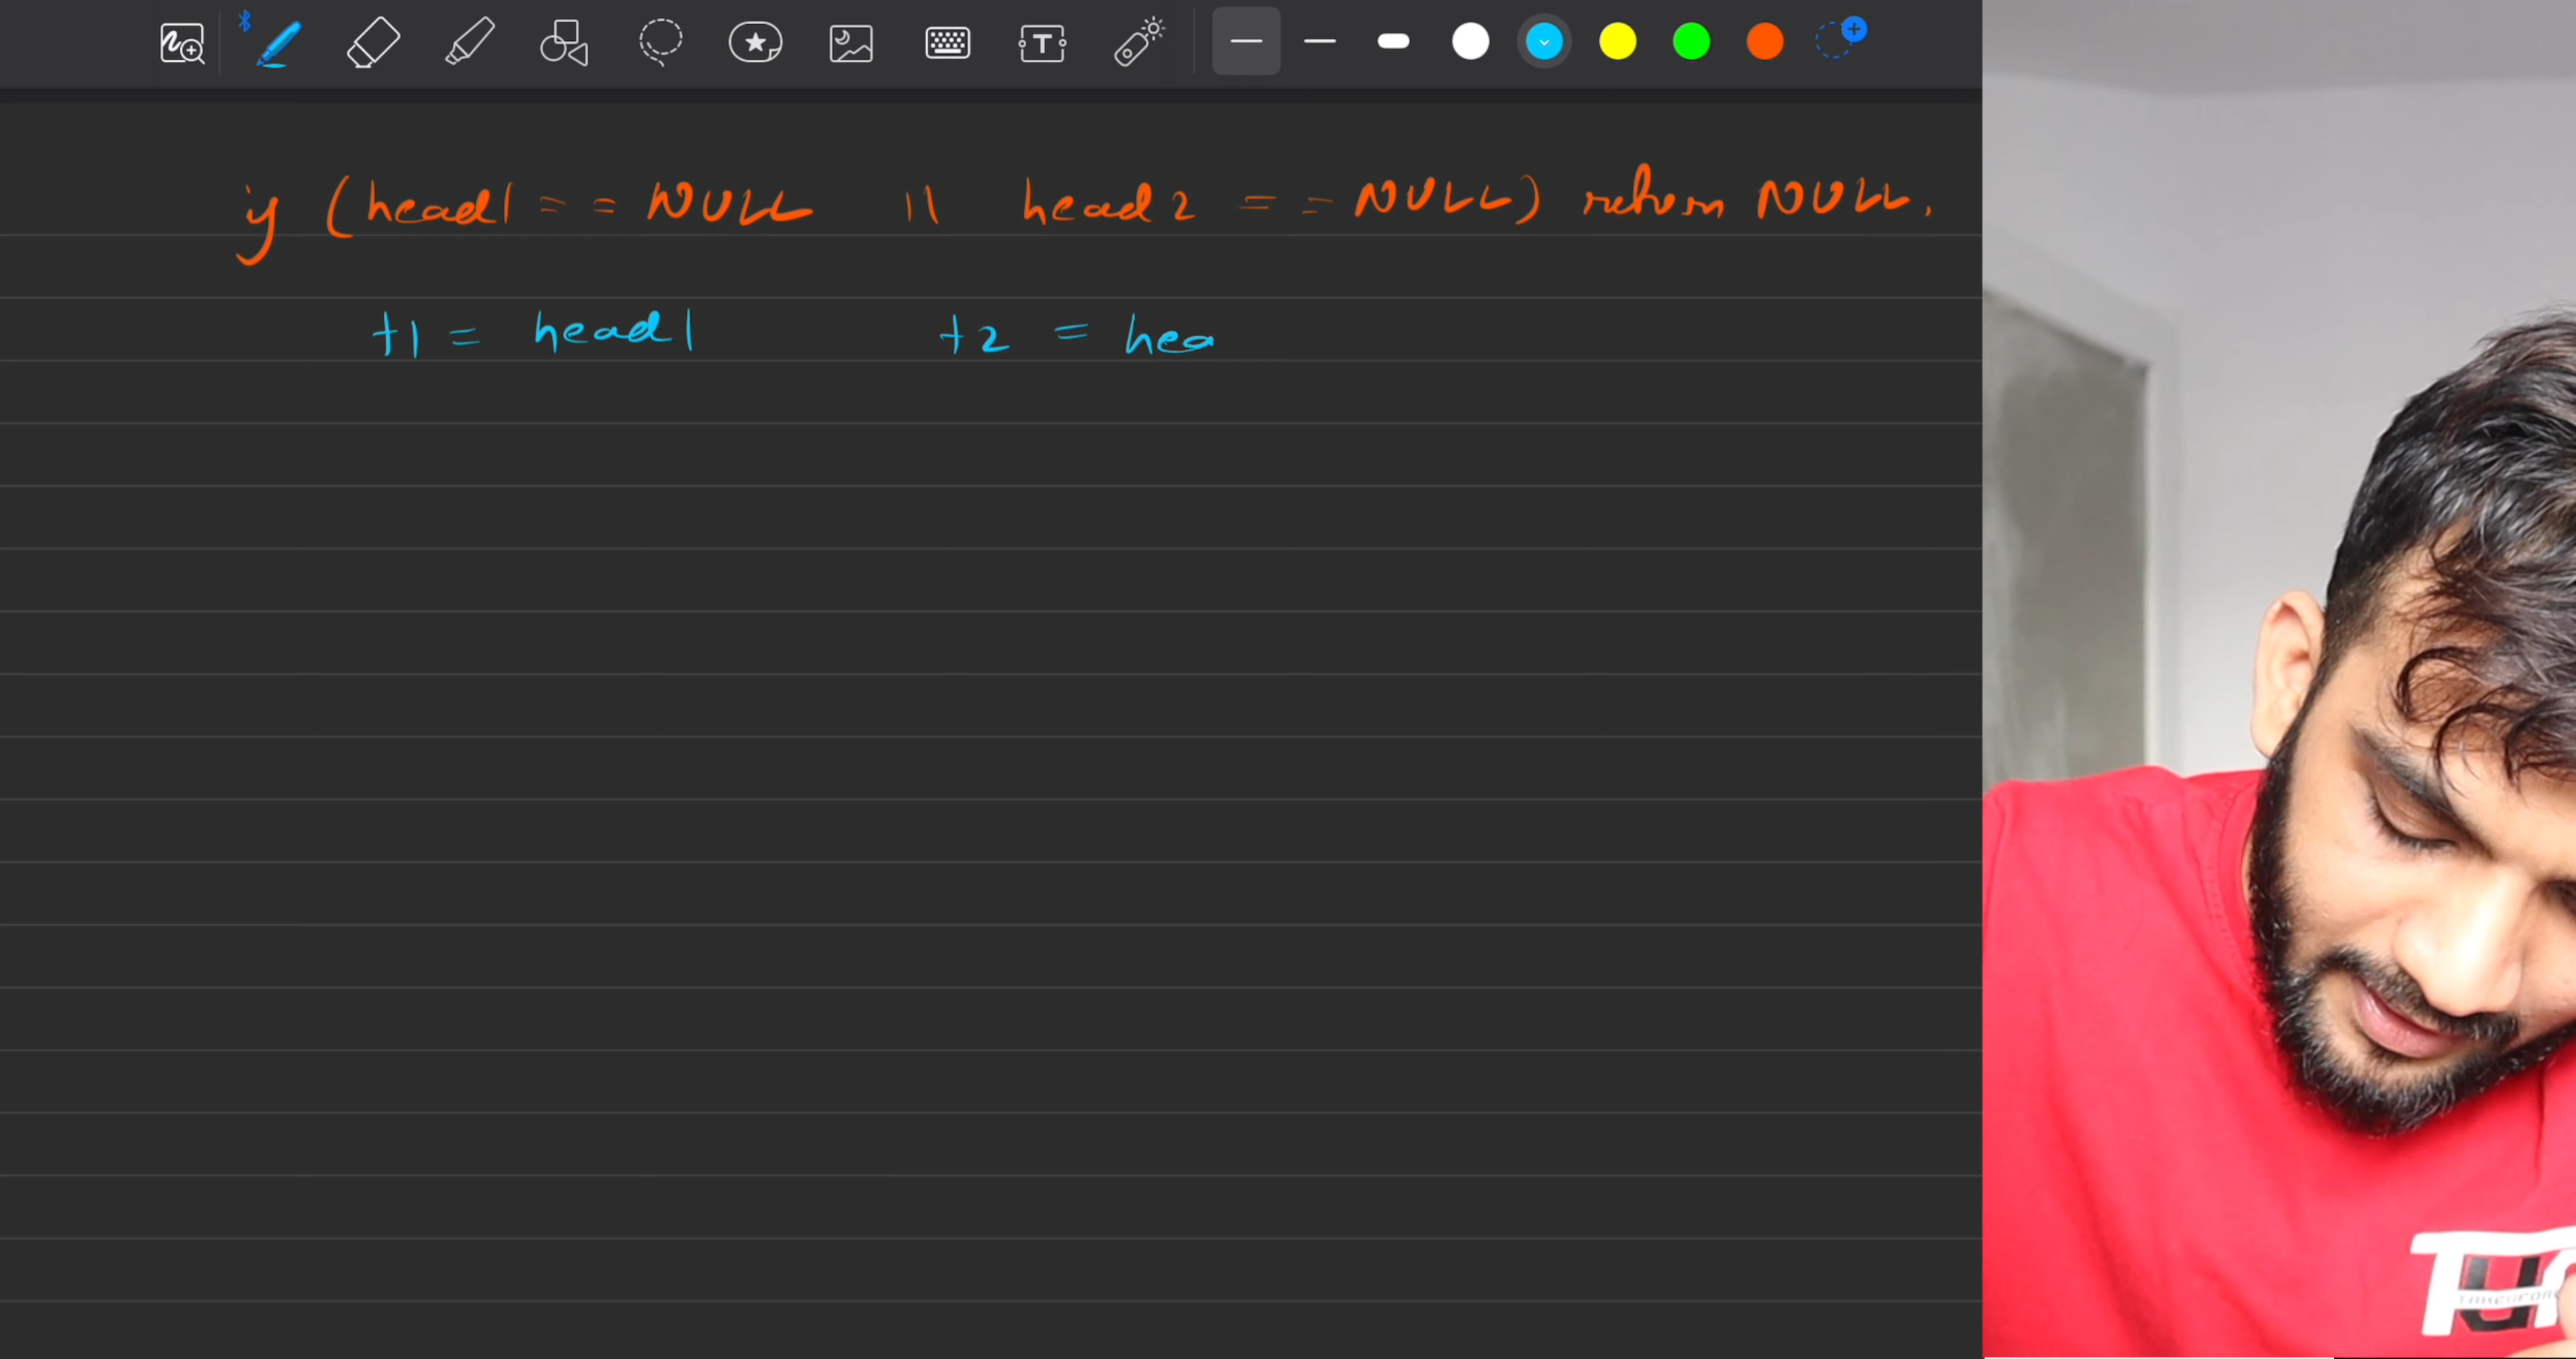 if (head1 == NULL || head2 == NULL) return NULL.
t1 = head1 t2 = hea